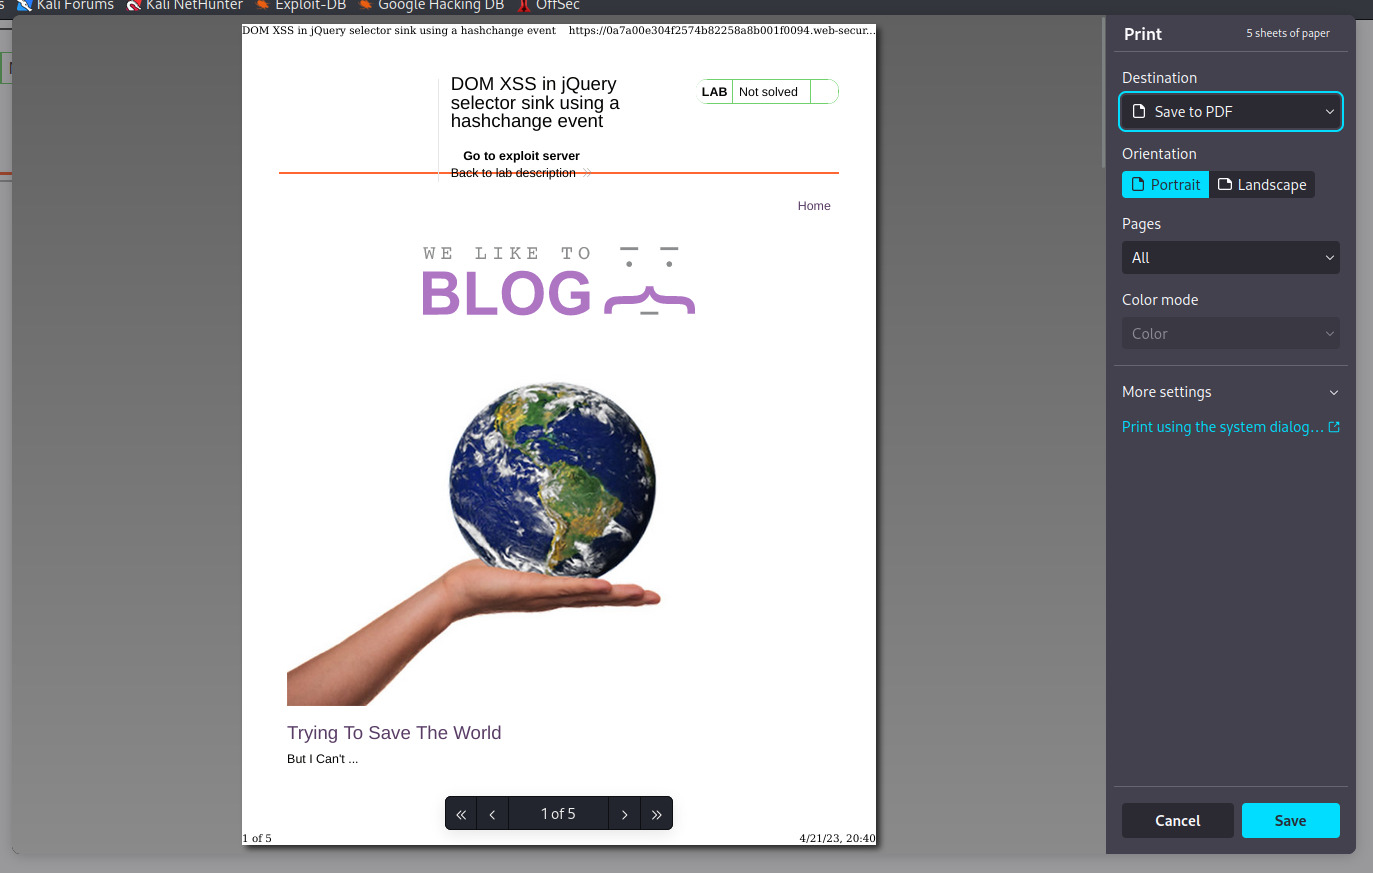 Kali Forums Kali NetHunter Exploit-DB Google Hacking DB OffSec
DOM XSS in jQuery selector sink using a hashchange event https://0a7a00e304f2574b82258a8b001f0094.web-secur...
DOM XSS in jQuery
selector sink using a
hashchange event
LAB Not solved
Go to exploit server
Back to lab description
Home
WE LIKE TO
BLOG
Trying To Save The World
But I Can't ...
1 of 5
1 of 5 4/21/23, 20:40
Print 5 sheets of paper
Destination
Save to PDF
Orientation
Portrait Landscape
Pages
All
Color mode
Color
More settings
Print using the system dialog...
Cancel Save